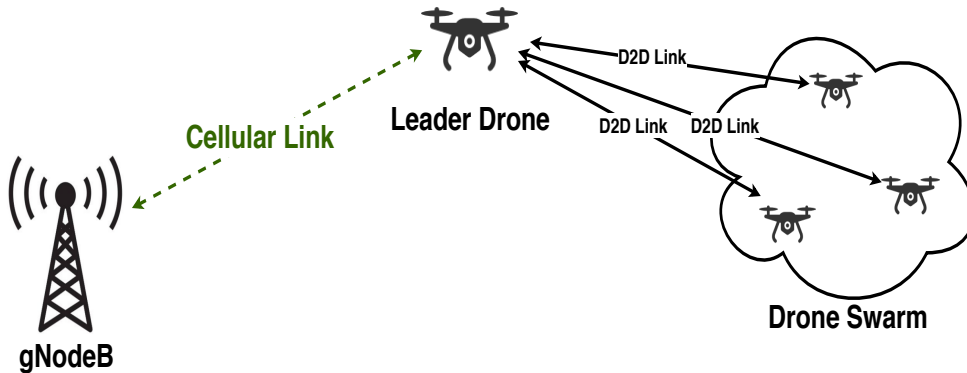 D2D Link
Leader Drone
D2D Link
D2D Link
Cellular Link
Drone Swarm
gNodeB